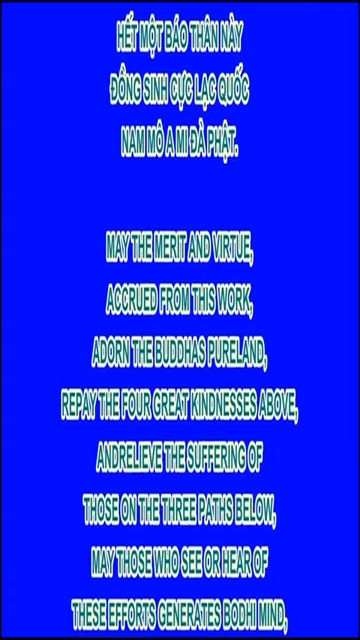 HẾT MỘT BÁO THÂN NÀY
ĐỒNG SINH CỰC LẠC QUỐC
NAM MÔ A MI ĐÀ PHẬT.
MAY THE MERIT AND VIRTUE,
ACCRUED FROM THIS WORK,
ADORN THE BUDDHAS PURELAND,
REPAY THE FOUR GREAT KINDNESSES ABOVE,
ANDRELIEVE THE SUFFERING OF
THOSE ON THE THREE PATHS BELOW,
MAY THOSE WHO SEE OR HEAR OF
THESE EFFORTS GENERATES BODHI MIND,